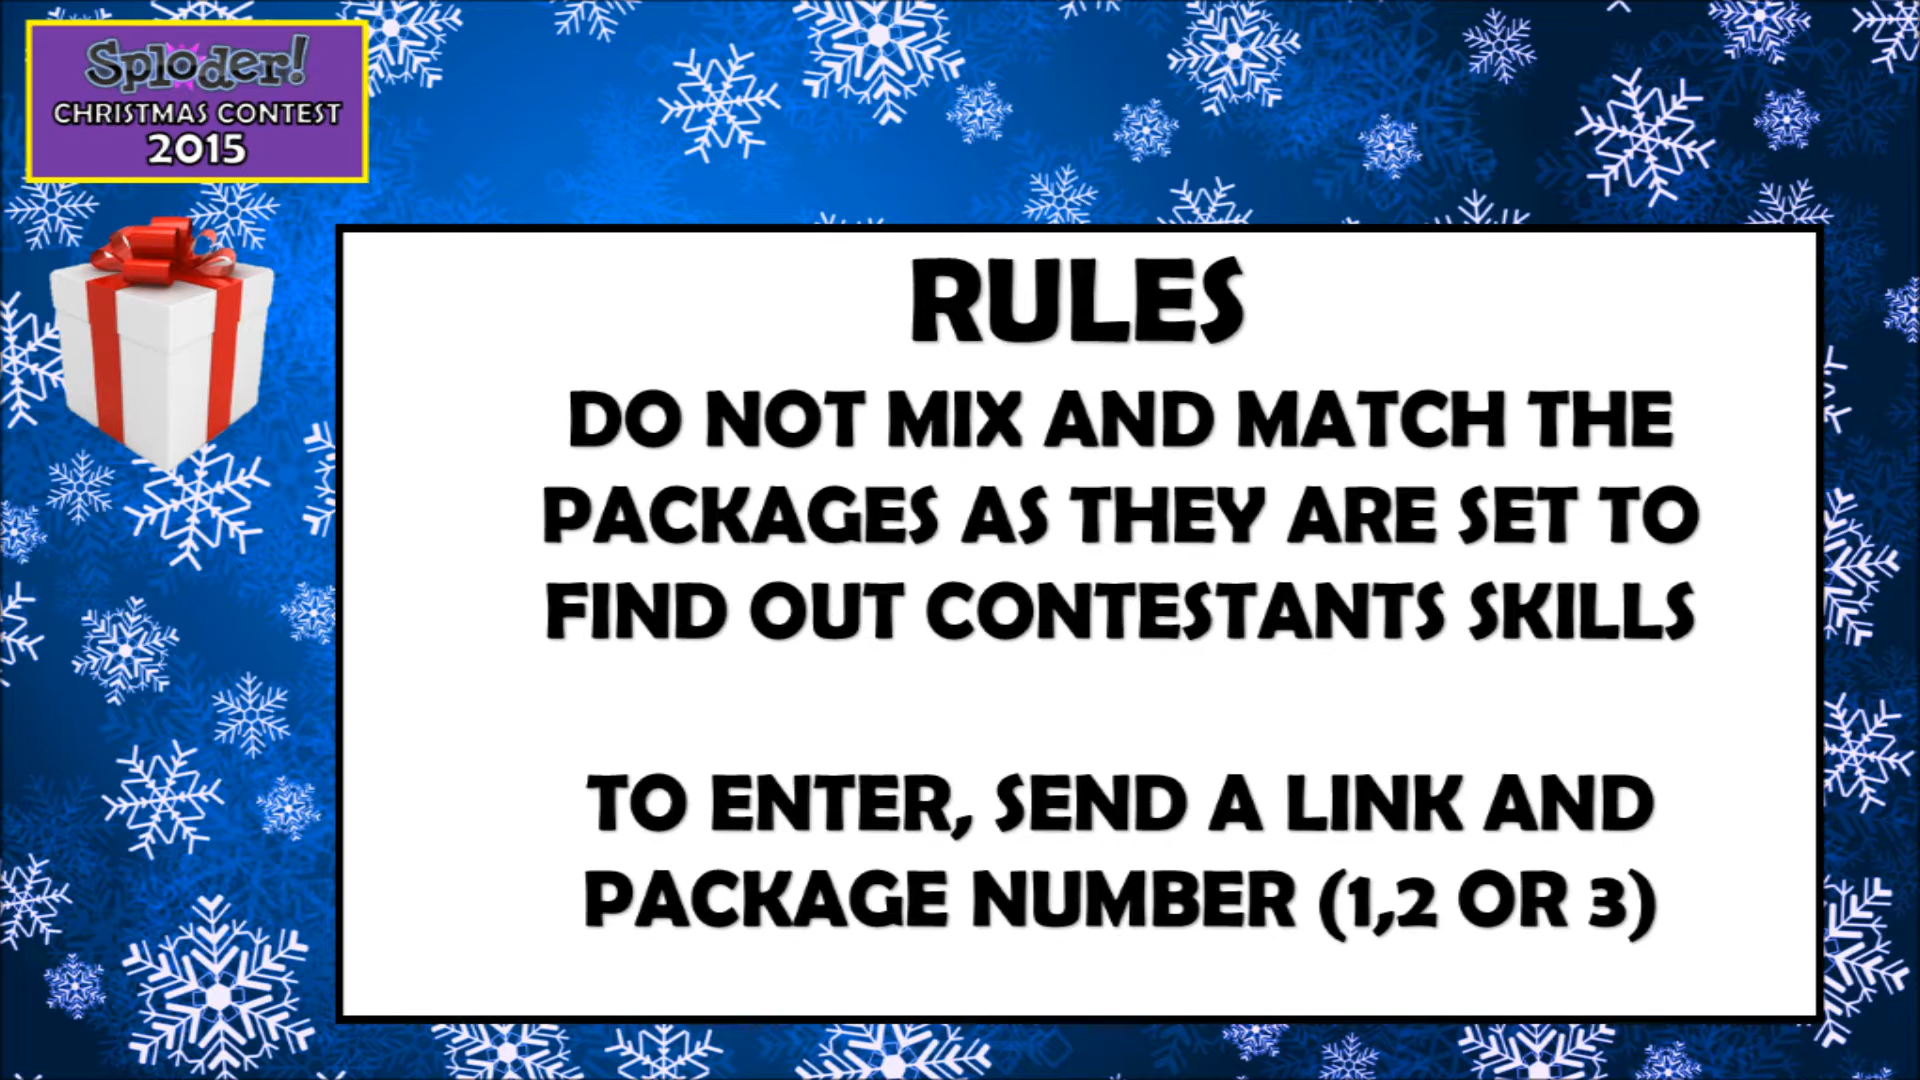 Sploder!
CHRISTMAS CONTEST
2015
RULES
DO NOT MIX AND MATCH THE
PACKAGES AS THEY ARE SET TO
FIND OUT CONTESTANTS SKILLS
TO ENTER, SEND A LINK AND
PACKAGE NUMBER (1,2 OR 3)